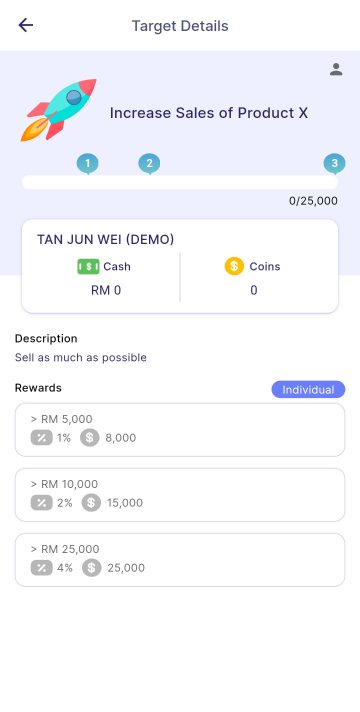 Target Details
Increase Sales of Product X
1 2 3
0/25,000
TAN JUN WEI (DEMO)
$ Cash $ Coins
RM 0 0
Description
Sell as much as possible
Rewards Individual
> RM 5,000
% 1% $ 8,000
> RM 10,000
% 2% $ 15,000
> RM 25,000
% 4% $ 25,000